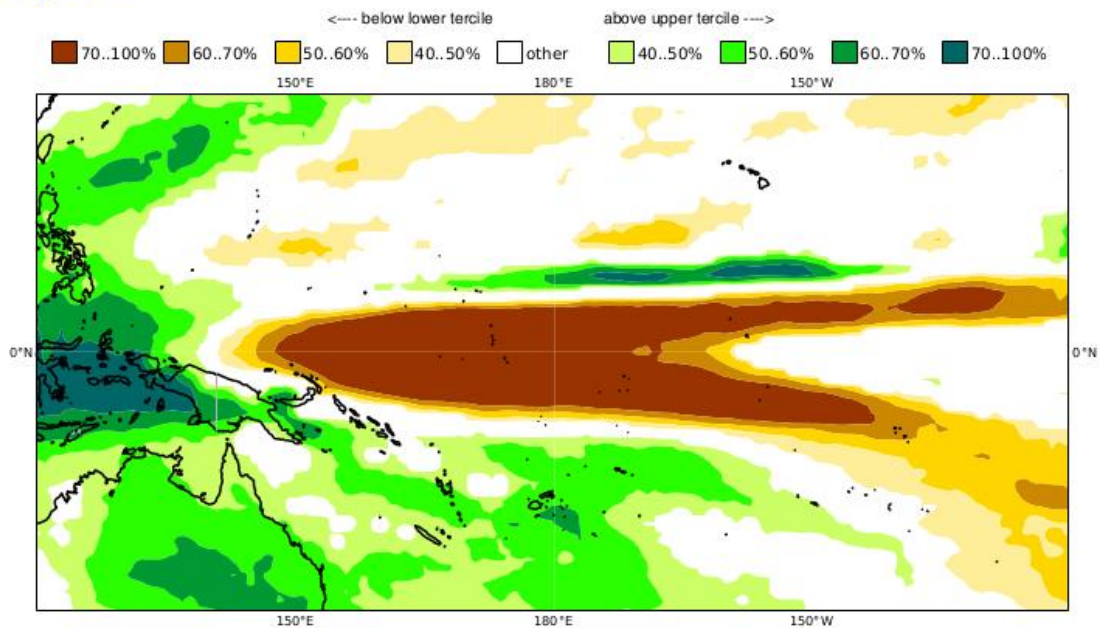 <---- below lower tercile above upper tercile ---->
70..100% 60..70% 50..60% 40..50% other 40..50% 50..60% 60..70% 70..100%
150°E 180°E 150°W
0°N 0°N
150°E 180°E 150°W